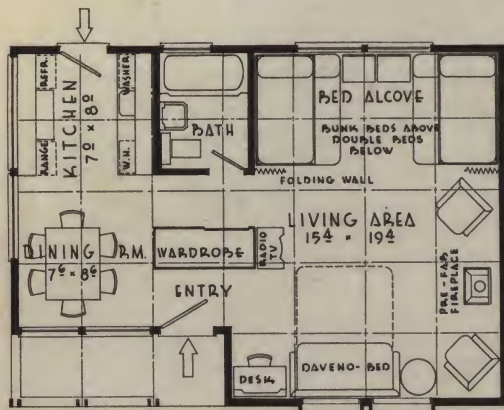 REFR.
WASHER
KITCHEN
7⁰ x 8⁰
RANGE
W.H.
BATH
BED ALCOVE
BUNK BEDS ABOVE
DOUBLE BEDS
BELOW
FOLDING WALL
LIVING AREA
15⁴ x 19⁴
DINING RM.
7⁶ x 8⁶
WARDROBE
RADIO
TV
ENTRY
PRE-FAB
FIREPLACE
DESK
DAVENO-BED